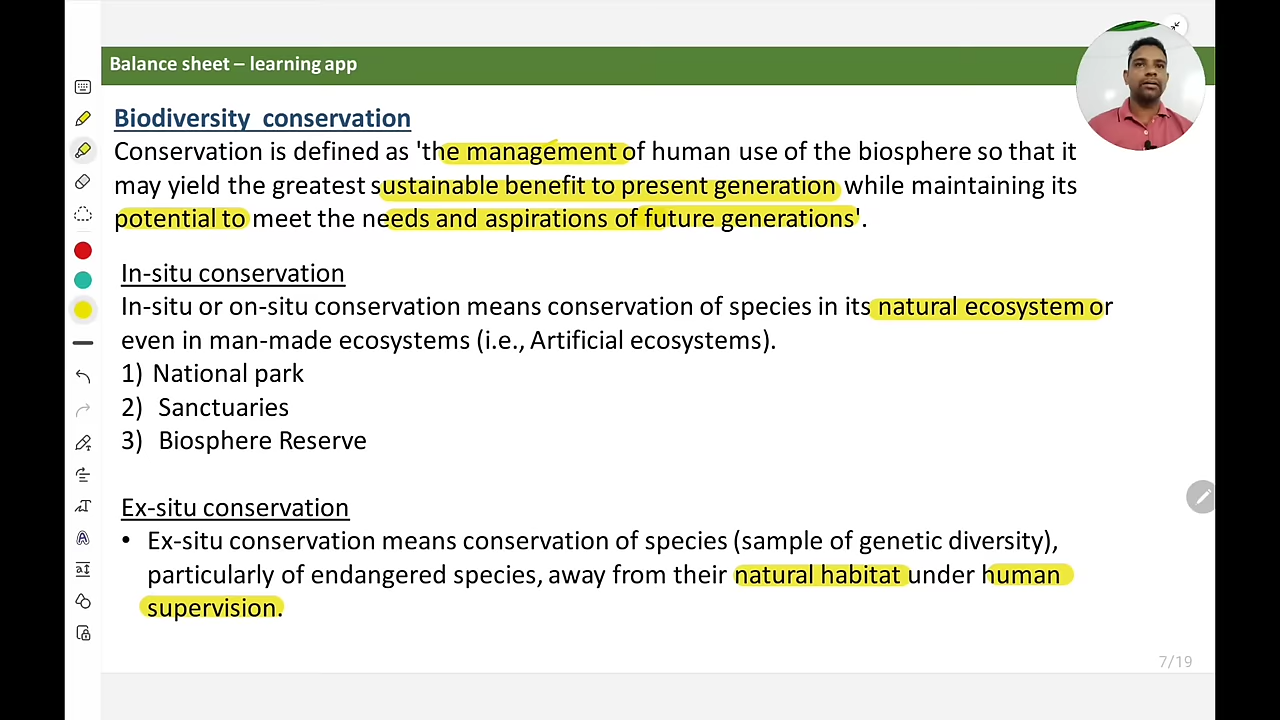 Balance sheet – learning app
Biodiversity conservation
Conservation is defined as 'the management of human use of the biosphere so that it
may yield the greatest sustainable benefit to present generation while maintaining its
potential to meet the needs and aspirations of future generations'.
In-situ conservation
In-situ or on-situ conservation means conservation of species in its natural ecosystem or
even in man-made ecosystems (i.e., Artificial ecosystems).
1) National park
2) Sanctuaries
3) Biosphere Reserve
Ex-situ conservation
• Ex-situ conservation means conservation of species (sample of genetic diversity),
particularly of endangered species, away from their natural habitat under human
supervision.
7/19